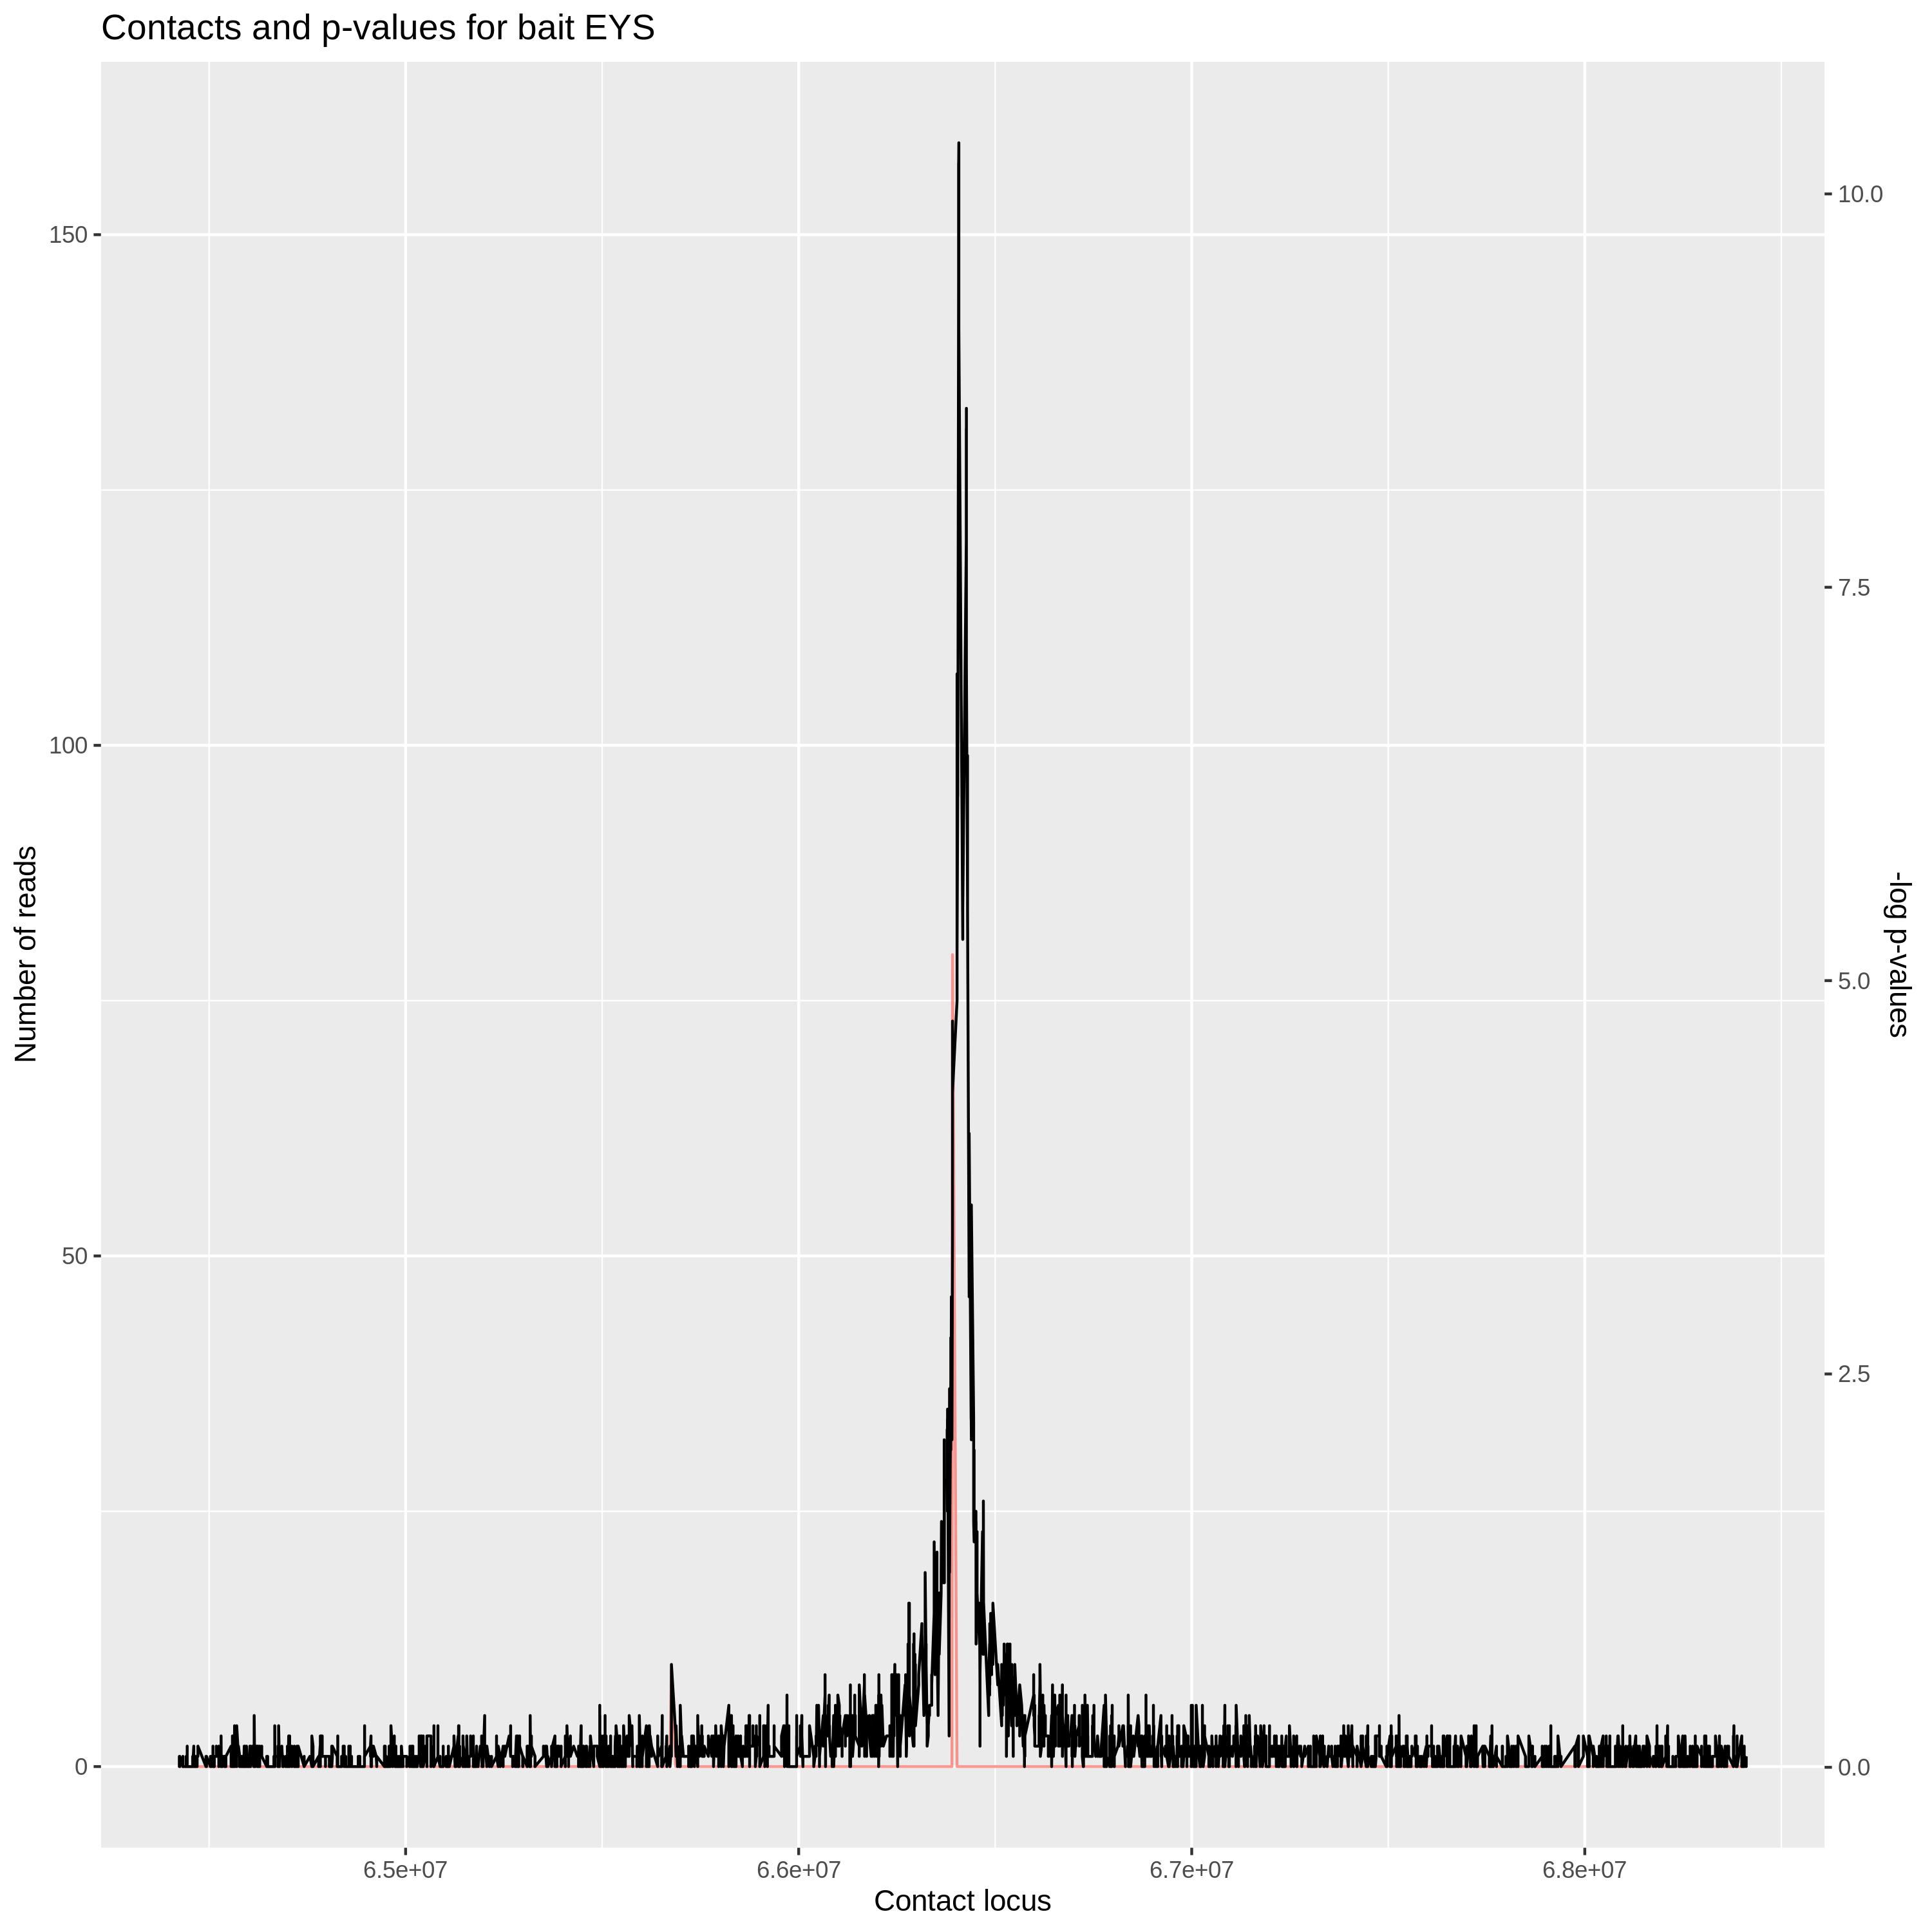 Contacts and p-values for bait EYS
150
100
50
0
Number of reads
10.0
7.5
5.0
2.5
0.0
-log p-values
6.5e+07
6.6e+07
6.7e+07
6.8e+07
Contact locus